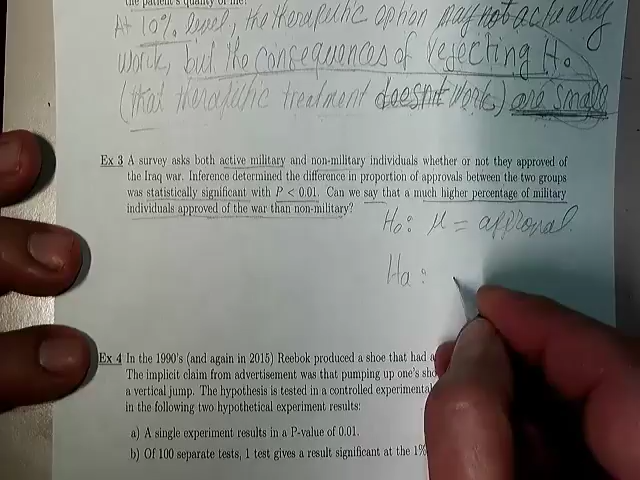 the patient's quality of life?
At 10% level, the therapeutic option may not actually
work, but the consequences of rejecting Ho
(that therapeutic treatment doesn't work) are small
Ex 3 A survey asks both active military and non-military individuals whether or not they approved of
the Iraq war. Inference determined the difference in proportion of approvals between the two groups
was statistically significant with P < 0.01. Can we say that a much higher percentage of military
individuals approved of the war than non-military?
Ho: μ = approval.
Ha:
Ex 4 In the 1990's (and again in 2015) Reebok produced a shoe that had a
The implicit claim from advertisement was that pumping up one's sho
a vertical jump. The hypothesis is tested in a controlled experimental
in the following two hypothetical experiment results:
a) A single experiment results in a P-value of 0.01.
b) Of 100 separate tests, 1 test gives a result significant at the 1%